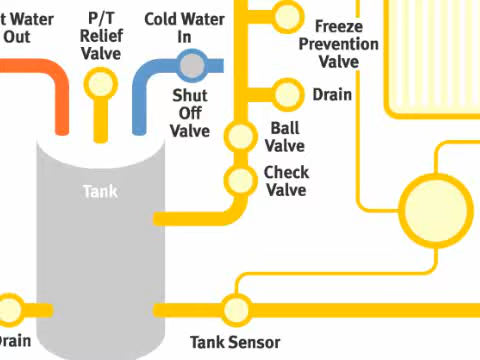 t Water
Out
P/T
Relief
Valve
Cold Water
In
Shut
Off
Valve
Freeze
Prevention
Valve
Drain
Ball
Valve
Check
Valve
Tank
rain
Tank Sensor